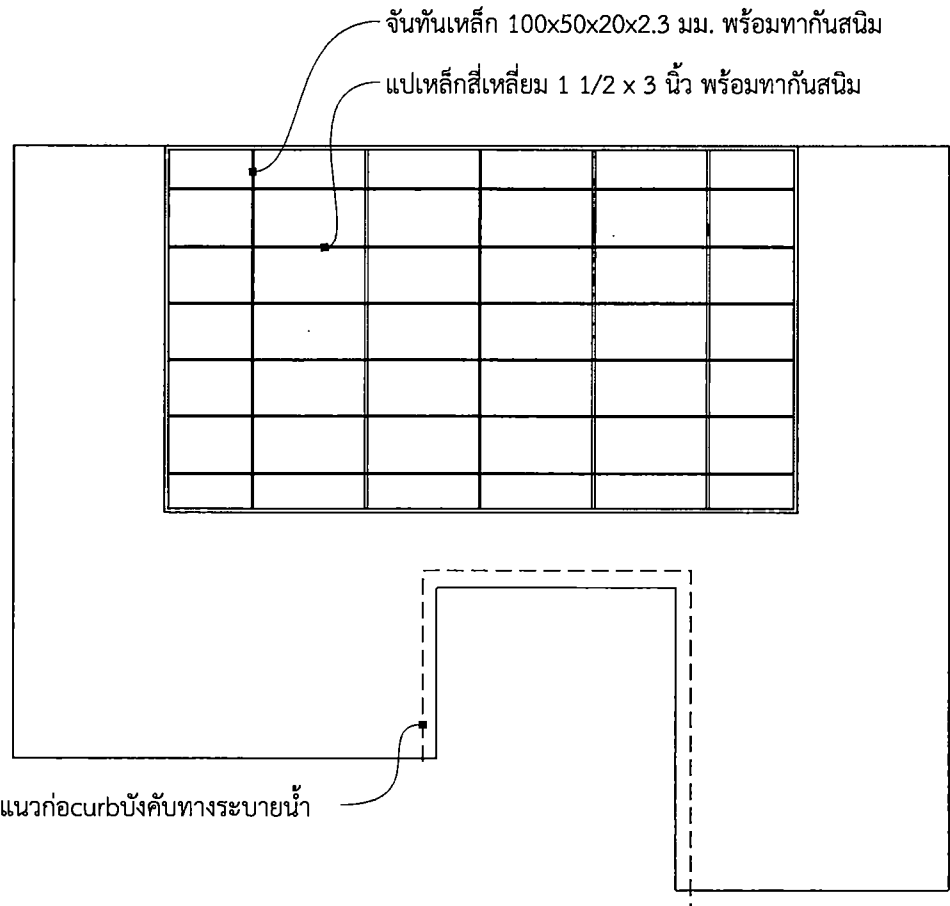 จันทันเหล็ก 100x50x20x2.3 มม. พร้อมทากันสนิม
แปเหล็กสี่เหลี่ยม 1 1/2 x 3 นิ้ว พร้อมทากันสนิม
แนวก่อcurbบังคับทางระบายน้ำ